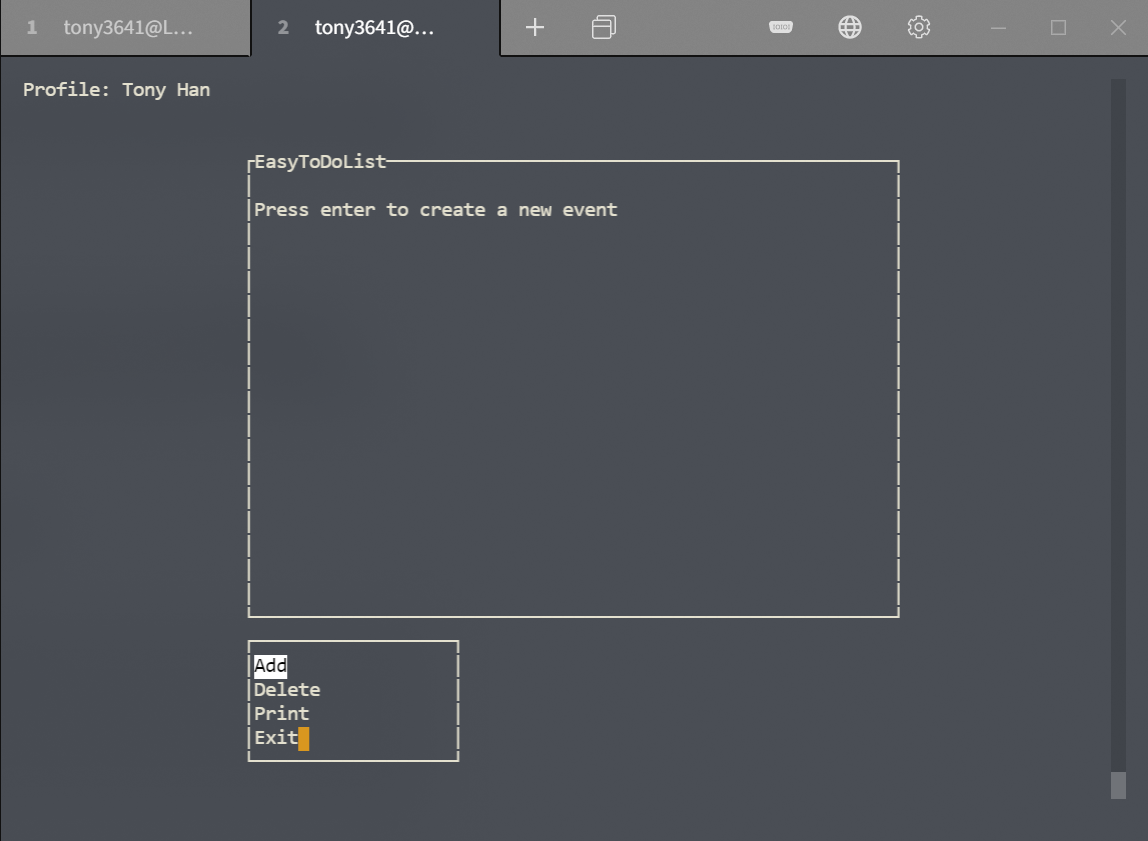 1 tony3641@L...
2 tony3641@...
Profile: Tony Han
EasyToDoList
Press enter to create a new event
Add
Delete
Print
Exit